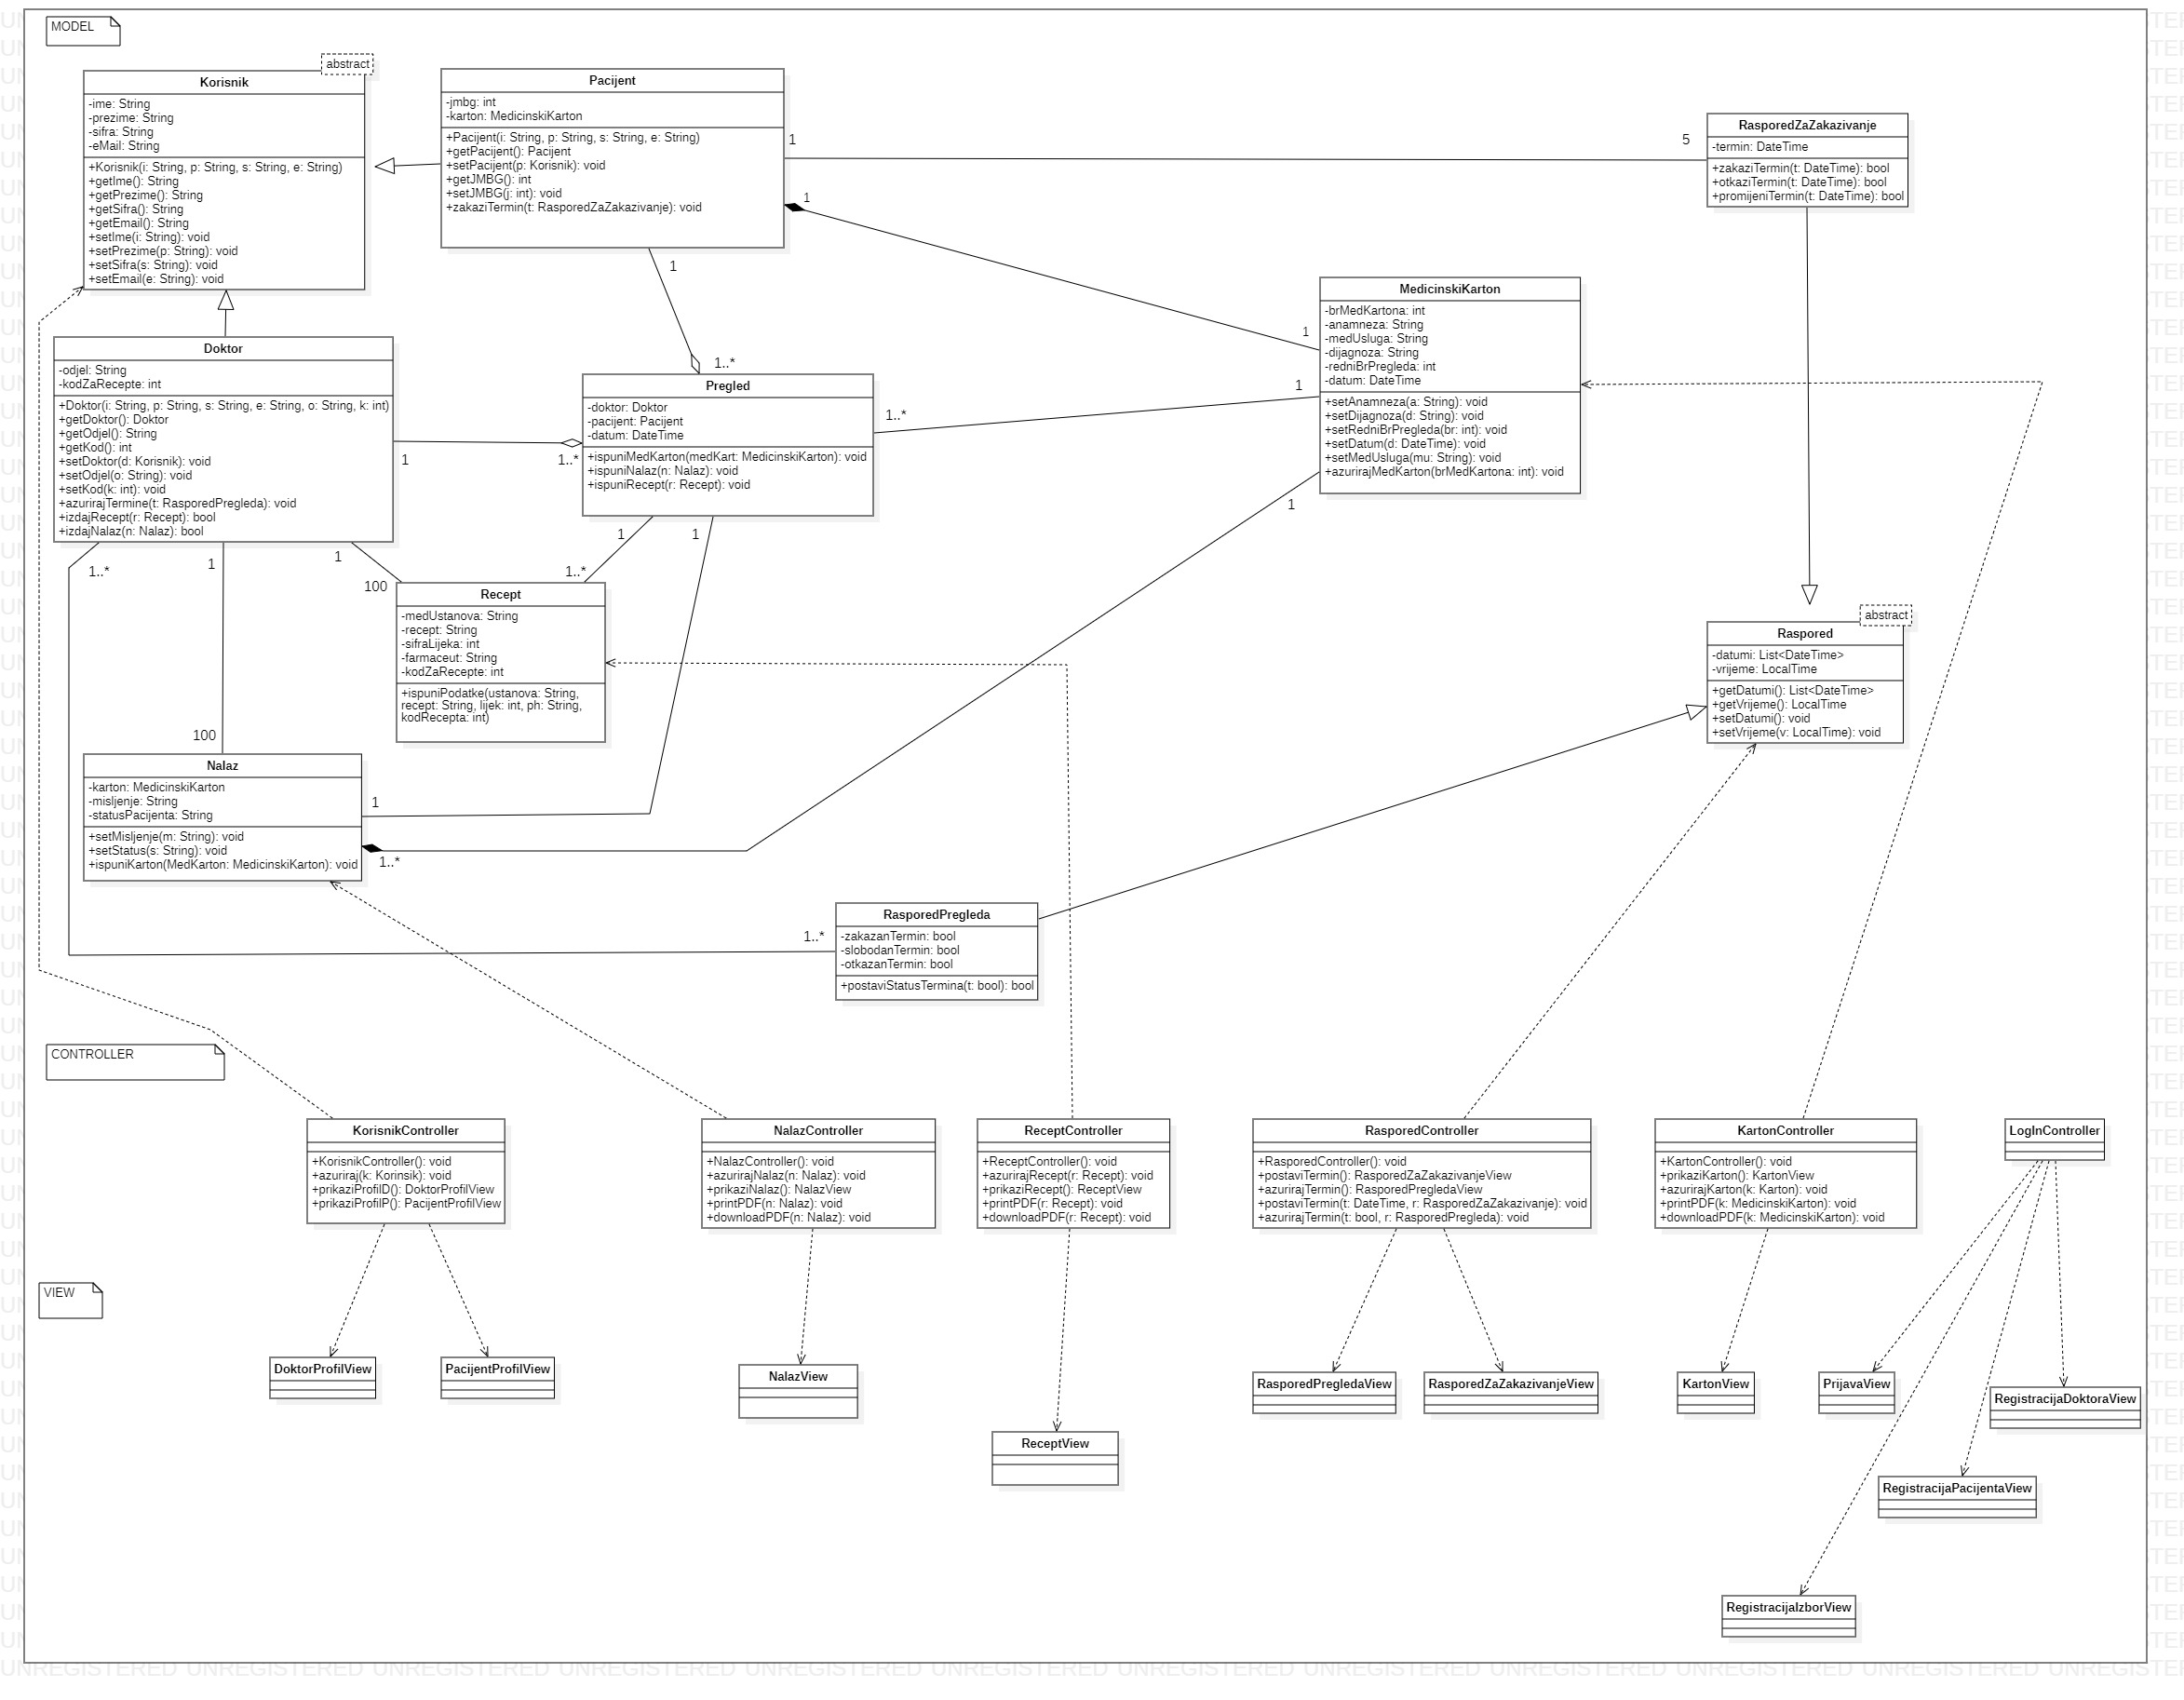 MODEL
abstract
Korisnik
-ime: String
-prezime: String
-sifra: String
-eMail: String
+Korisnik(i: String, p: String, s: String, e: String)
+getIme(): String
+getPrezime(): String
+getSifra(): String
+getEmail(): String
+setIme(i: String): void
+setPrezime(p: String): void
+setSifra(s: String): void
+setEmail(e: String): void
Pacijent
-jmbg: int
-karton: MedicinskiKarton
+Pacijent(i: String, p: String, s: String, e: String)
+getPacijent(): Pacijent
+setPacijent(p: Korisnik): void
+getJMBG(): int
+setJMBG(j: int): void
+zakaziTermin(t: RasporedZaZakazivanje): void
1
5
1
1
1
1..*
RasporedZaZakazivanje
-termin: DateTime
+zakaziTermin(t: DateTime): bool
+otkaziTermin(t: DateTime): bool
+promijeniTermin(t: DateTime): bool
MedicinskiKarton
-brMedKartona: int
-anamneza: String
-medUsluga: String
-dijagnoza: String
-redniBrPregleda: int
-datum: DateTime
+setAnamneza(a: String): void
+setDijagnoza(d: String): void
+setRedniBrPregleda(br: int): void
+setDatum(d: DateTime): void
+setMedUsluga(mu: String): void
+azurirajMedKarton(brMedKartona: int): void
Doktor
-odjel: String
-kodZaRecepte: int
+Doktor(i: String, p: String, s: String, e: String, o: String, k: int)
+getDoktor(): Doktor
+getOdjel(): String
+getKod(): int
+setDoktor(d: Korisnik): void
+setOdjel(o: String): void
+setKod(k: int): void
+azurirajTermine(t: RasporedPregleda): void
+izdajRecept(r: Recept): bool
+izdajNalaz(n: Nalaz): bool
Pregled
-doktor: Doktor
-pacijent: Pacijent
-datum: DateTime
+ispuniMedKarton(medKart: MedicinskiKarton): void
+ispuniNalaz(n: Nalaz): void
+ispuniRecept(r: Recept): void
1
1..*
1..*
1
1
1
1
1..*
1
100
1..*
1
100
Recept
-medUstanova: String
-recept: String
-sifraLijeka: int
-farmaceut: String
-kodZaRecepte: int
+ispuniPodatke(ustanova: String,
recept: String, lijek: int, ph: String,
kodRecepta: int)
abstract
Raspored
-datumi: List<DateTime>
-vrijeme: LocalTime
+getDatumi(): List<DateTime>
+getVrijeme(): LocalTime
+setDatumi(): void
+setVrijeme(v: LocalTime): void
Nalaz
-karton: MedicinskiKarton
-misljenje: String
-statusPacijenta: String
+setMisljenje(m: String): void
+setStatus(s: String): void
+ispuniKarton(MedKarton: MedicinskiKarton): void
1
1..*
1..*
RasporedPregleda
-zakazanTermin: bool
-slobodanTermin: bool
-otkazanTermin: bool
+postaviStatusTermina(t: bool): bool
CONTROLLER
KorisnikController
+KorisnikController(): void
+azuriraj(k: Korinsik): void
+prikaziProfilD(): DoktorProfilView
+prikaziProfilP(): PacijentProfilView
NalazController
+NalazController(): void
+azurirajNalaz(n: Nalaz): void
+prikaziNalaz(): NalazView
+printPDF(n: Nalaz): void
+downloadPDF(n: Nalaz): void
ReceptController
+ReceptController(): void
+azurirajRecept(r: Recept): void
+prikaziRecept(): ReceptView
+printPDF(r: Recept): void
+downloadPDF(r: Recept): void
RasporedController
+RasporedController(): void
+postaviTermin(): RasporedZaZakazivanjeView
+azurirajTermin(): RasporedPregledaView
+postaviTermin(t: DateTime, r: RasporedZaZakazivanje): void
+azurirajTermin(t: bool, r: RasporedPregleda): void
KartonController
+KartonController(): void
+prikaziKarton(): KartonView
+azurirajKarton(k: Karton): void
+printPDF(k: MedicinskiKarton): void
+downloadPDF(k: MedicinskiKarton): void
LogInController
VIEW
DoktorProfilView
PacijentProfilView
NalazView
ReceptView
RasporedPregledaView
RasporedZaZakazivanjeView
KartonView
PrijavaView
RegistracijaDoktoraView
RegistracijaPacijentaView
RegistracijaIzborView
UNREGISTERED UNREGISTERED UNREGISTERED UNREGISTERED UNREGISTERED UNREGISTERED UNREGISTERED UNREGISTERED UNREGISTERED UNREGISTERED UNREGISTERED